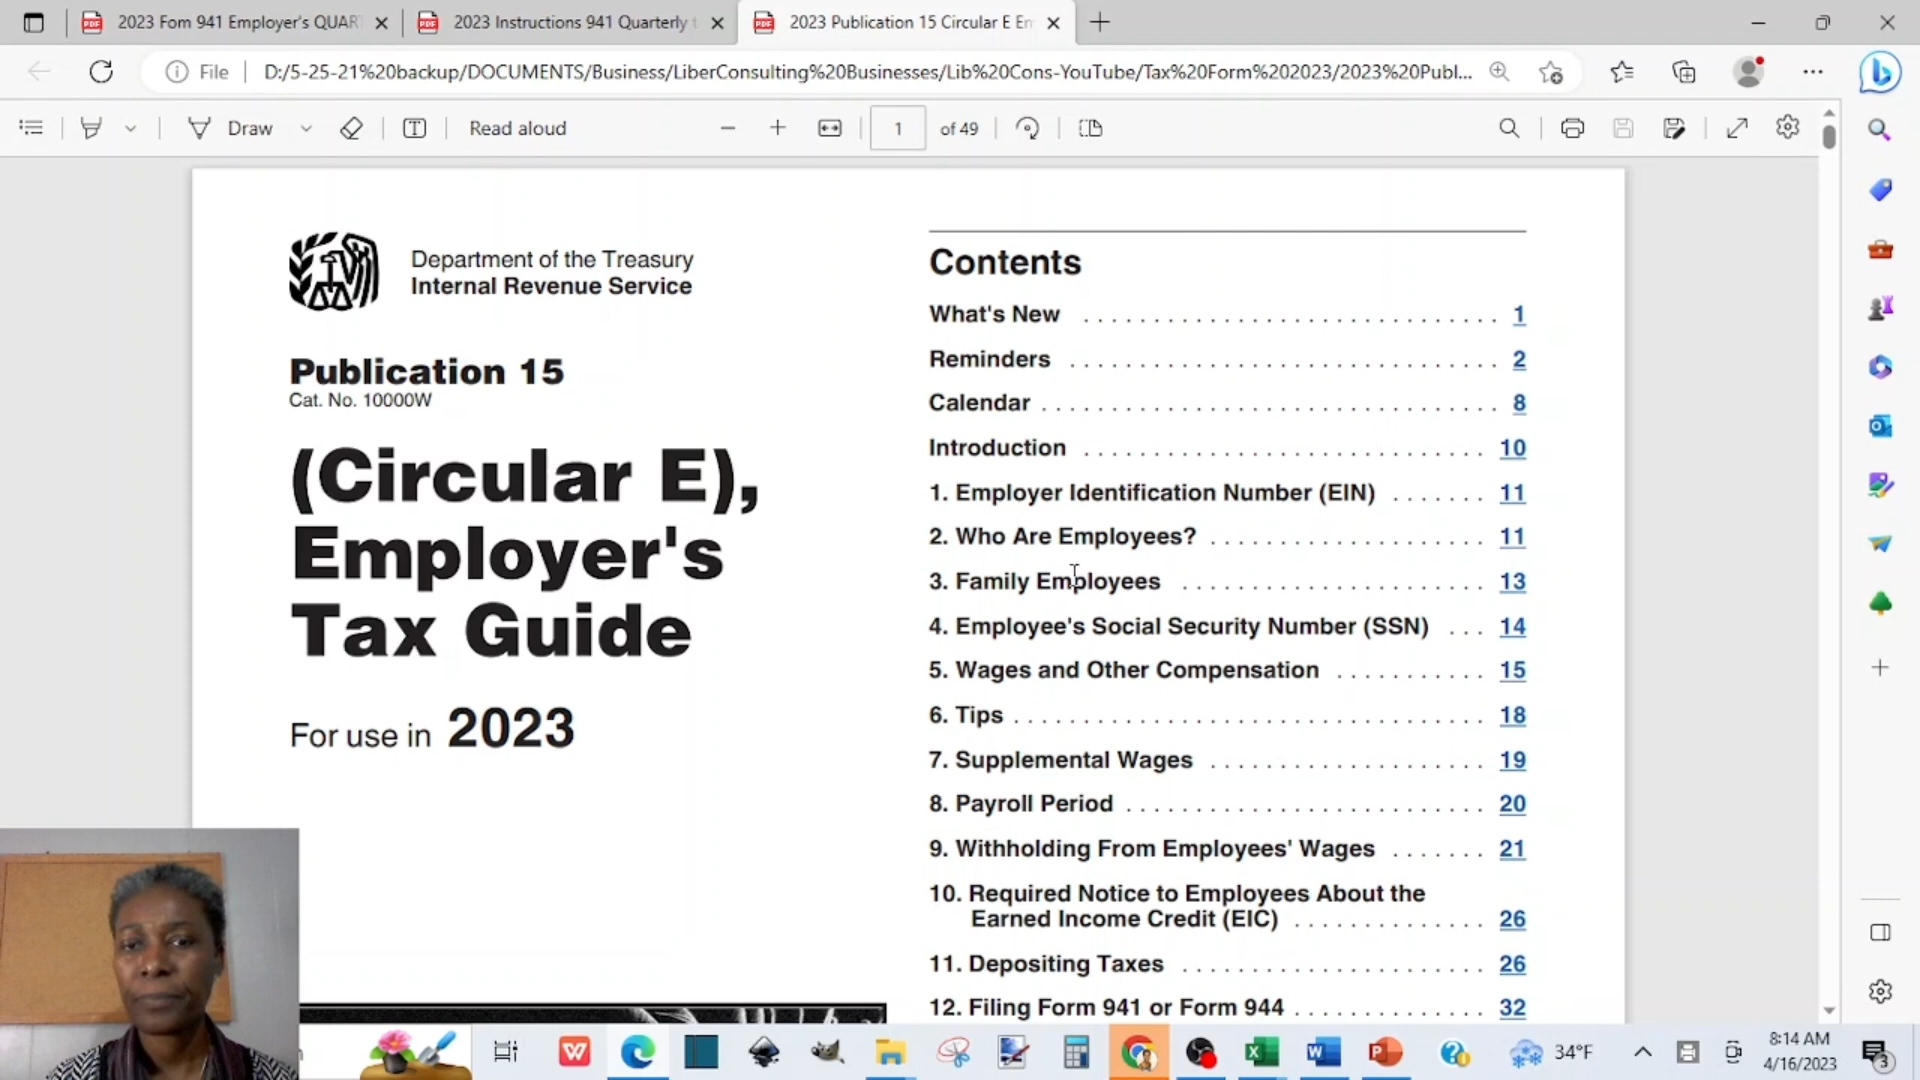 2023 Fom 941 Employer's QUAR
2023 Instructions 941 Quarterly t
2023 Publication 15 Circular E Em
File
D:/5-25-21%20backup/DOCUMENTS/Business/LiberConsulting%20Businesses/Lib%20Cons-YouTube/Tax%20Form%202023/2023%20Publ...
Draw
Read aloud
1 of 49
Department of the Treasury
Internal Revenue Service
Publication 15
Cat. No. 10000W
(Circular E),
Employer's
Tax Guide
For use in 2023
Contents
What's New . . . . . . . . . . . . . . . . . . . . . . . . . . . . . . 1
Reminders . . . . . . . . . . . . . . . . . . . . . . . . . . . . . . 2
Calendar . . . . . . . . . . . . . . . . . . . . . . . . . . . . . . . . 8
Introduction . . . . . . . . . . . . . . . . . . . . . . . . . . . . . 10
1. Employer Identification Number (EIN) . . . . . . . 11
2. Who Are Employees? . . . . . . . . . . . . . . . . . . . . 11
3. Family Employees . . . . . . . . . . . . . . . . . . . . . . 13
4. Employee's Social Security Number (SSN) . . . 14
5. Wages and Other Compensation . . . . . . . . . . . 15
6. Tips . . . . . . . . . . . . . . . . . . . . . . . . . . . . . . . . . . 18
7. Supplemental Wages . . . . . . . . . . . . . . . . . . . . 19
8. Payroll Period . . . . . . . . . . . . . . . . . . . . . . . . . . 20
9. Withholding From Employees' Wages . . . . . . . 21
10. Required Notice to Employees About the
Earned Income Credit (EIC) . . . . . . . . . . . . . . 26
11. Depositing Taxes . . . . . . . . . . . . . . . . . . . . . . 26
12. Filing Form 941 or Form 944 . . . . . . . . . . . . . . 32
34°F
8:14 AM
4/16/2023
3